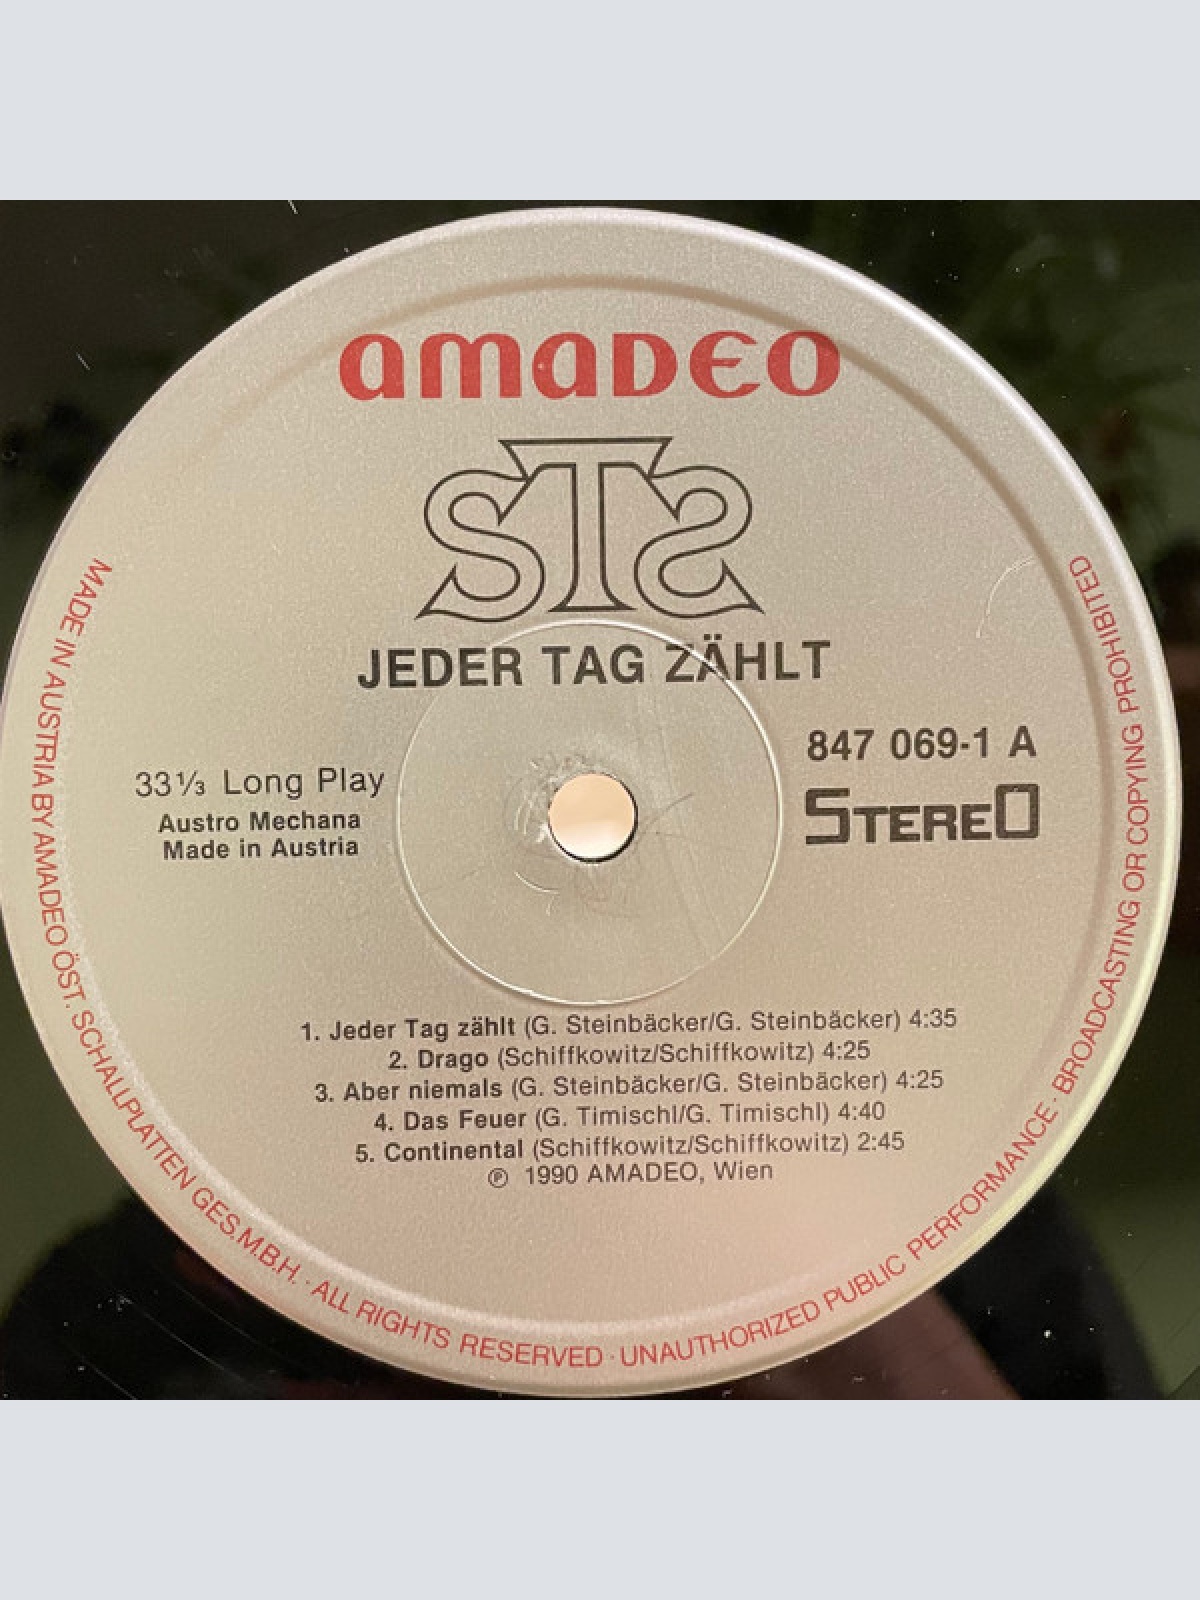 amadeo
STS
JEDER TAG ZÄHLT
847 069-1 A
33 1/3 Long Play
STEREO
Austro Mechana
Made in Austria
1. Jeder Tag zählt (G. Steinbäcker/G. Steinbäcker) 4:35
2. Drago (Schiffkowitz/Schiffkowitz) 4:25
3. Aber niemals (G. Steinbäcker/G. Steinbäcker) 4:25
4. Das Feuer (G. Timischl/G. Timischl) 4:40
5. Continental (Schiffkowitz/Schiffkowitz) 2:45
℗ 1990 AMADEO, Wien
MADE IN AUSTRIA BY AMADEO ÖST. SCHALLPLATTEN GES.M.B.H. · ALL RIGHTS RESERVED · UNAUTHORIZED PUBLIC PERFORMANCE · BROADCASTING OR COPYING PROHIBITED